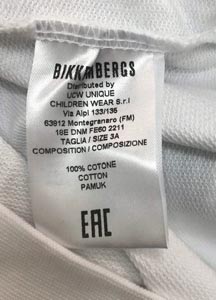 BIKKEMBERGS
Distributed by
UCW UNIQUE
CHILDREN WEAR S.r.l
Via Alpi 133/135
63812 Montegranaro (FM)
18E DNM FE60 2211
TAGLIA / SIZE 3A
COMPOSITION / COMPOSIZIONE
100% COTONE
COTTON
PAMUK
EAC